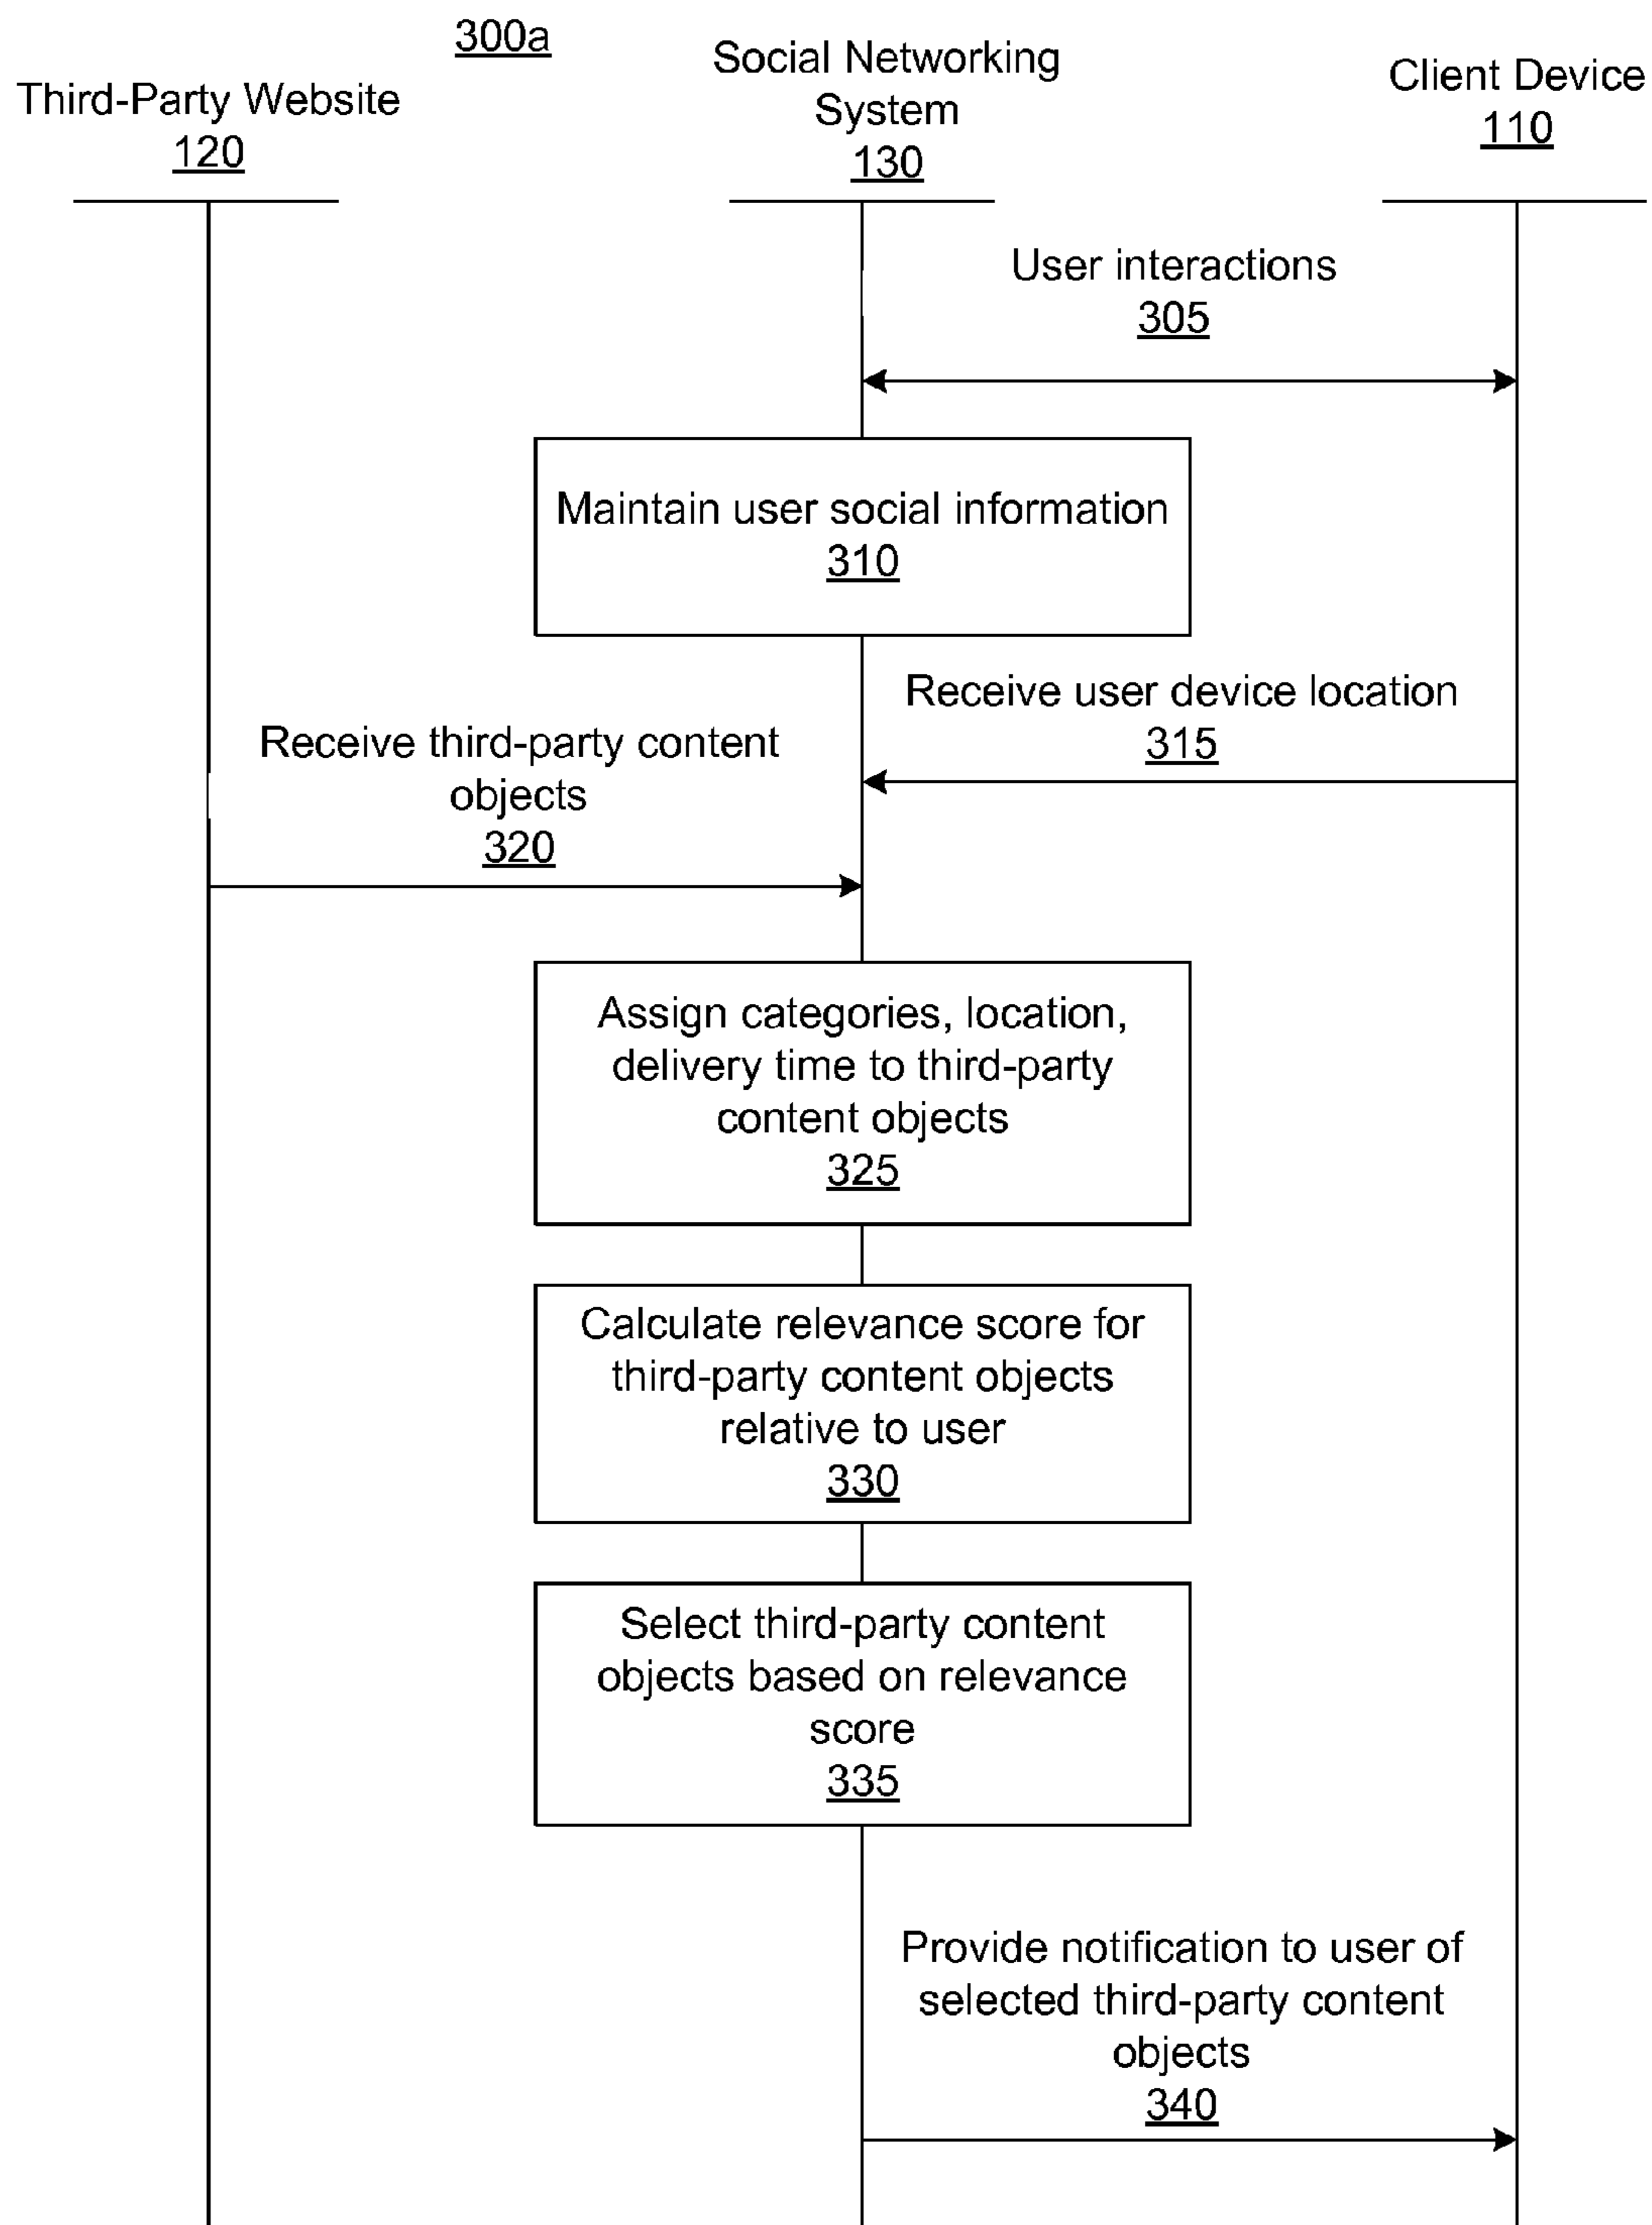 300a
Third-Party Website
120
Social Networking
System
130
Client Device
110
User interactions
305
Maintain user social information
310
Receive user device location
315
Receive third-party content
objects
320
Assign categories, location,
delivery time to third-party
content objects
325
Calculate relevance score for
third-party content objects
relative to user
330
Select third-party content
objects based on relevance
score
335
Provide notification to user of
selected third-party content
objects
340